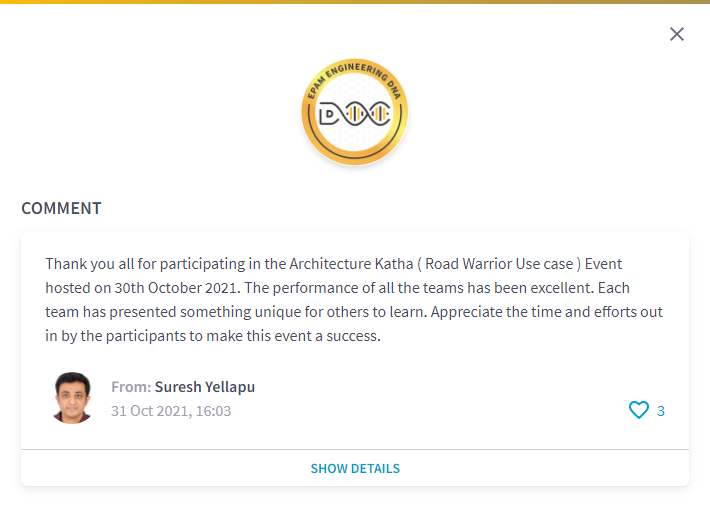 EPAM ENGINEERING DNA
COMMENT
Thank you all for participating in the Architecture Katha ( Road Warrior Use case ) Event
hosted on 30th October 2021. The performance of all the teams has been excellent. Each
team has presented something unique for others to learn. Appreciate the time and efforts out
in by the participants to make this event a success.
From: Suresh Yellapu
31 Oct 2021, 16:03
3
SHOW DETAILS